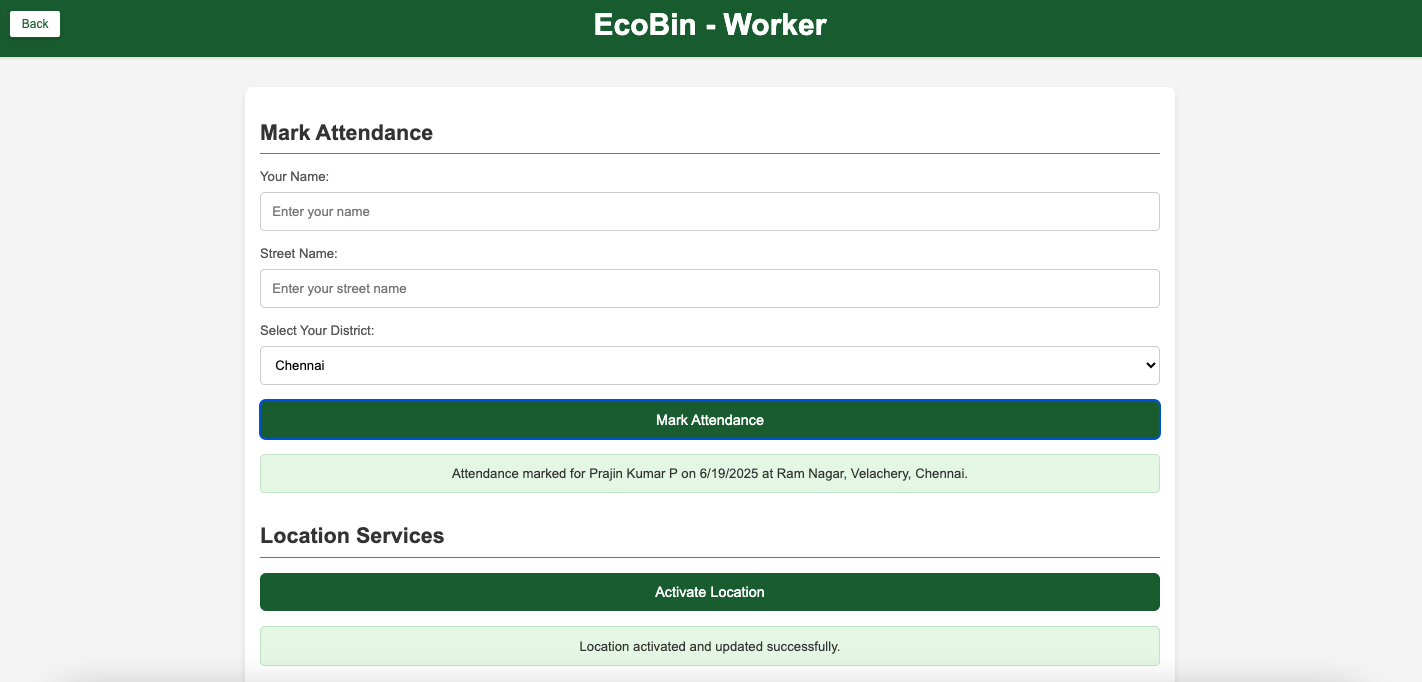 Back
EcoBin - Worker
Mark Attendance
Your Name:
Enter your name
Street Name:
Enter your street name
Select Your District:
Chennai
Mark Attendance
Attendance marked for Prajin Kumar P on 6/19/2025 at Ram Nagar, Velachery, Chennai.
Location Services
Activate Location
Location activated and updated successfully.